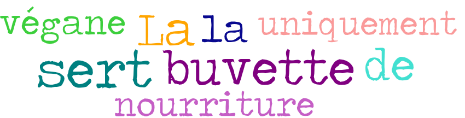 végane La la uniquement
sert buvette de
nourriture